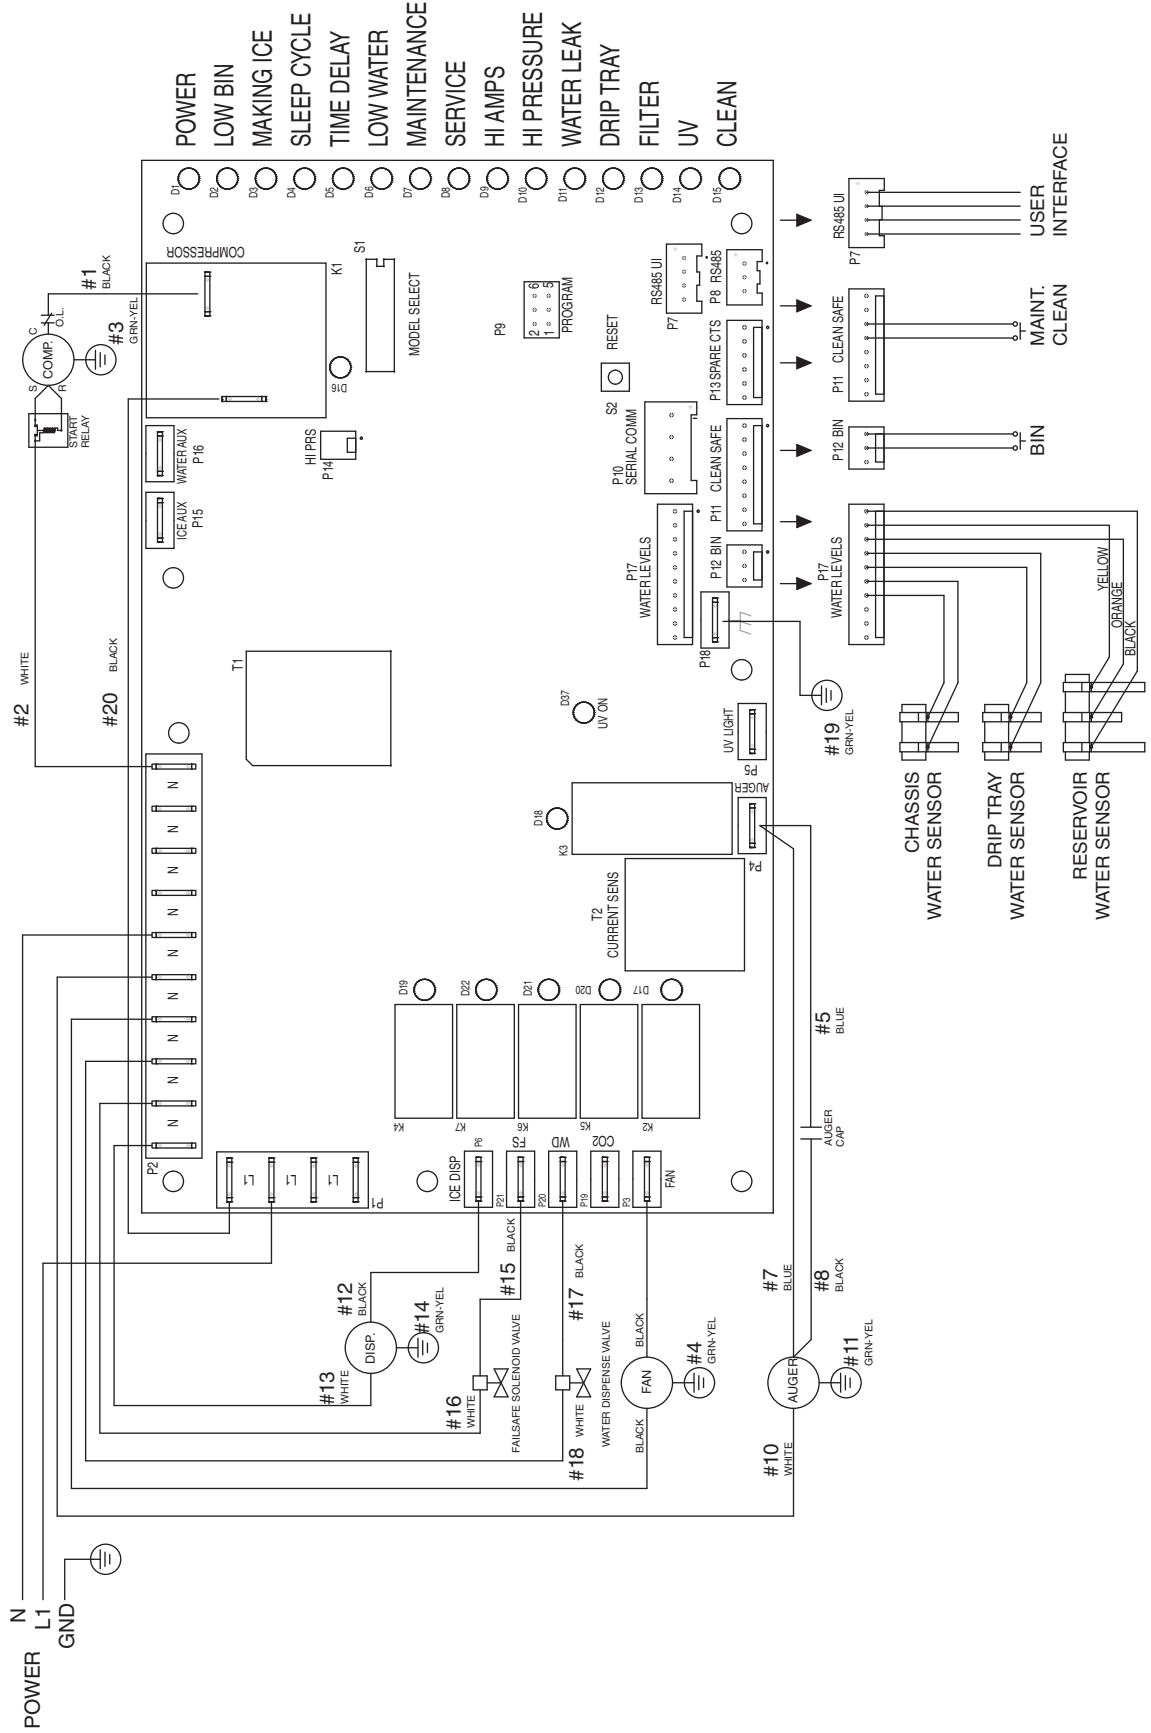 POWER
N
L1
GND
#2 WHITE
#20 BLACK
#1 BLACK
#3 GRN-YEL
C
O.L.
COMP.
S
R
START RELAY
COMPRESSOR
K1
D16
WATER AUX
P16
ICE AUX
P15
HI PRS
P14
S1
MODEL SELECT
P9
2 6
1 5
PROGRAM
RESET
S2
P10
SERIAL COMM
RS485 UI
P7
P8 RS485
P13 SPARE CTS
P11 CLEAN SAFE
P12 BIN
P17
WATER LEVELS
P18
#19
GRN-YEL
D1 POWER
D2 LOW BIN
D3 MAKING ICE
D4 SLEEP CYCLE
D5 TIME DELAY
D6 LOW WATER
D7 MAINTENANCE
D8 SERVICE
D9 HI AMPS
D10 HI PRESSURE
D11 WATER LEAK
D12 DRIP TRAY
D13 FILTER
D14 UV
D15 CLEAN
P2
N N N N N N N N N
T1
D37
UV ON
UV LIGHT
P5
AUGER
P4
D18
K3
T2
CURRENT SENS
D19
D22
D21
D20
D17
K4
K7
K6
K5
K2
L1 L1 L1
P1
ICE DISP
P6
P21
FS
P20
WD
P19
CO2
P3
FAN
#12
BLACK
DISP.
#13
WHITE
#14
GRN-YEL
#15 BLACK
#16
WHITE
FAILSAFE SOLENOID VALVE
#17 BLACK
#18 WHITE
WATER DISPENSE VALVE
BLACK
FAN
BLACK
#4
GRN-YEL
#5
BLUE
AUGER
CAP
#7
BLUE
#8
BLACK
AUGER
#10
WHITE
#11
GRN-YEL
RS485 UI
P7
USER
INTERFACE
P11 CLEAN SAFE
MAINT.
CLEAN
P12 BIN
BIN
P17
WATER LEVELS
YELLOW
ORANGE
BLACK
CHASSIS
WATER SENSOR
DRIP TRAY
WATER SENSOR
RESERVOIR
WATER SENSOR